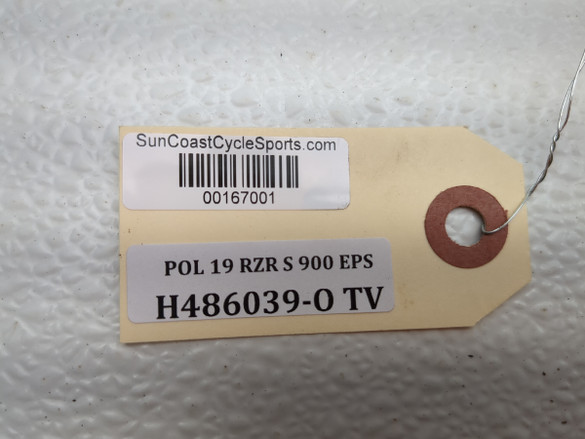 SunCoastCycleSports.com
00167001
POL 19 RZR S 900 EPS
H486039-O TV